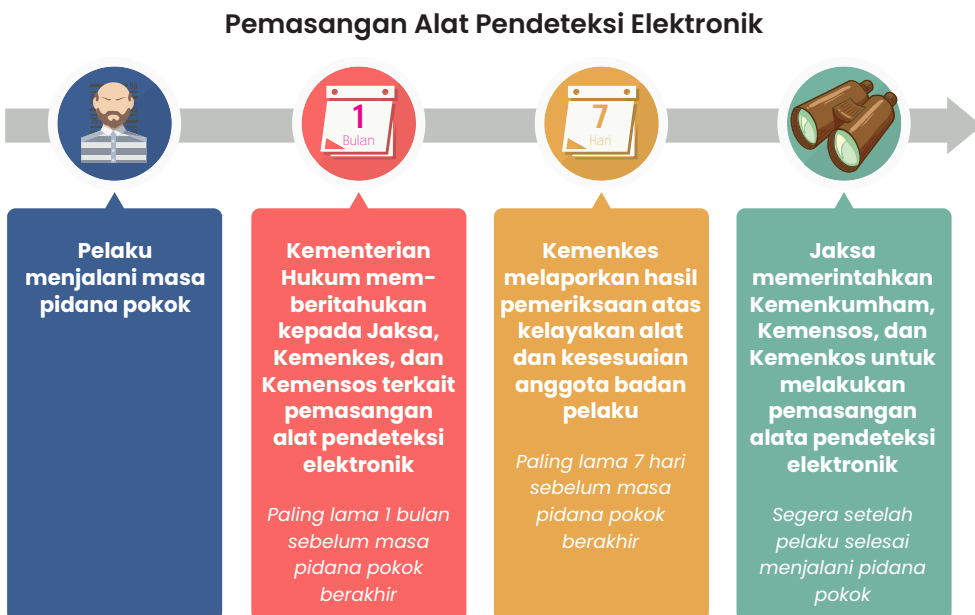 Pemasangan Alat Pendeteksi Elektronik
1
Bulan
7
Hari
Pelaku
menjalani masa
pidana pokok
Kementerian
Hukum mem-
beritahukan
kepada Jaksa,
Kemenkes, dan
Kemensos terkait
pemasangan
alat pendeteksi
elektronik
Paling lama 1 bulan
sebelum masa
pidana pokok
berakhir
Kemenkes
melaporkan hasil
pemeriksaan atas
kelayakan alat
dan kesesuaian
anggota badan
pelaku
Paling lama 7 hari
sebelum masa
pidana pokok
berakhir
Jaksa
memerintahkan
Kemenkumham,
Kemensos, dan
Kemenkos untuk
melakukan
pemasangan
alata pendeteksi
elektronik
Segera setelah
pelaku selesai
menjalani pidana
pokok